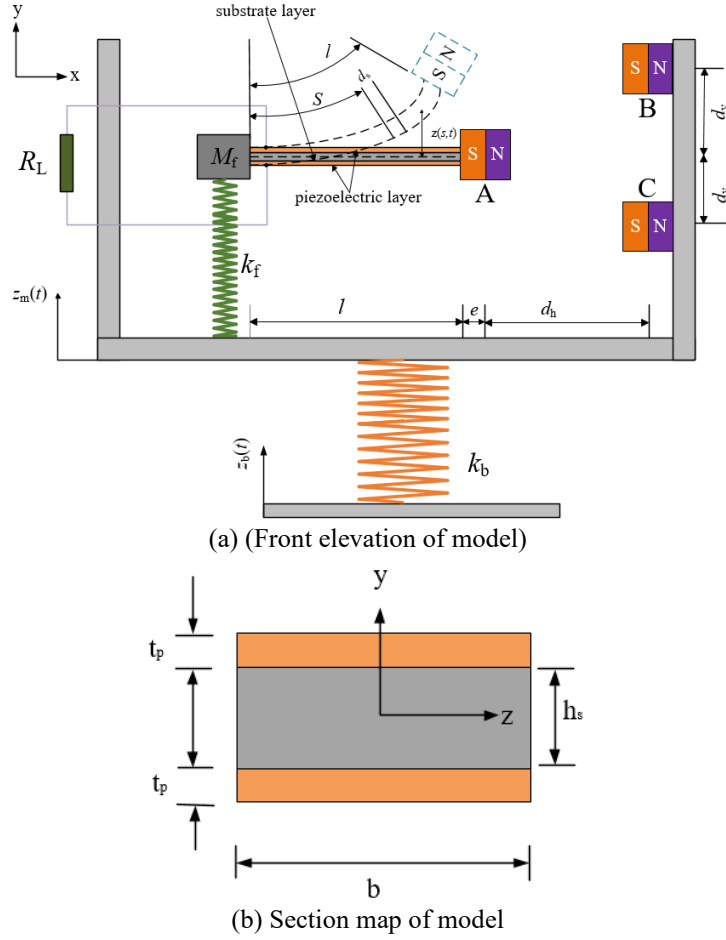 y
x
substrate layer
l
S
d_s
S N
z(s,t)
M_f
R_L
piezoelectric layer
S N
A
S N
B
d_v
d_v
C
S N
k_f
z_m(t)
l
e
d_h
z_b(t)
k_b
(a) (Front elevation of model)
y
t_p
z
h_s
t_p
b
(b) Section map of model